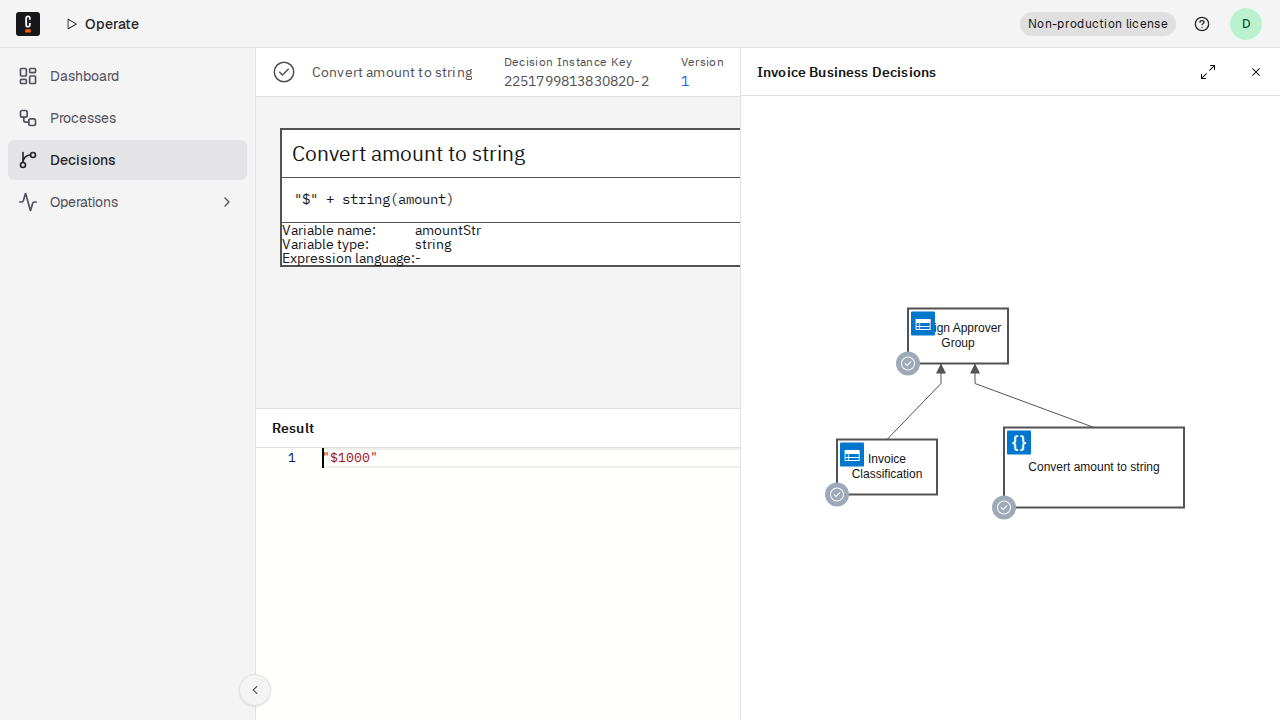 Operate
Non-production license
D
Dashboard
Processes
Decisions
Operations
Convert amount to string
Decision Instance Key
2251799813830820-2
Version
1
Invoice Business Decisions
Convert amount to string
"$" + string(amount)
Variable name: amountStr
Variable type: string
Expression language:-
Result
1 "$1000"
ign Approver
Group
Invoice
Classification
{}
Convert amount to string